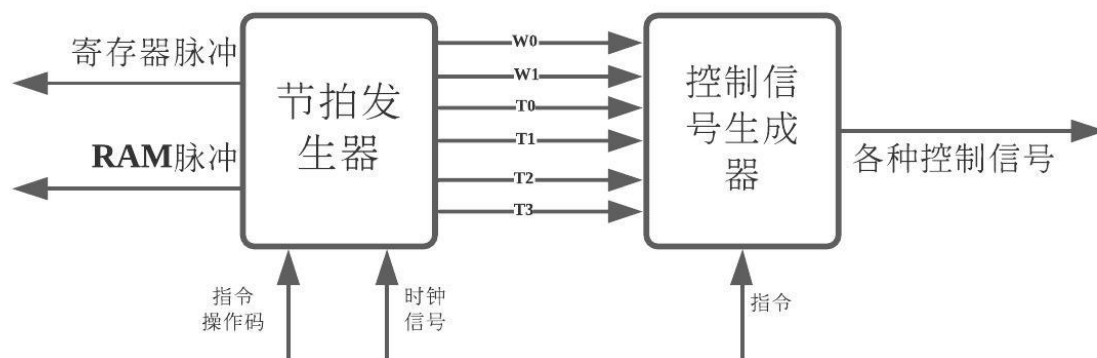 寄存器脉冲
RAM脉冲
节拍发
生器
W0
W1
T0
T1
T2
T3
控制信
号生成
器
各种控制信号
指令
操作码
时钟
信号
指令